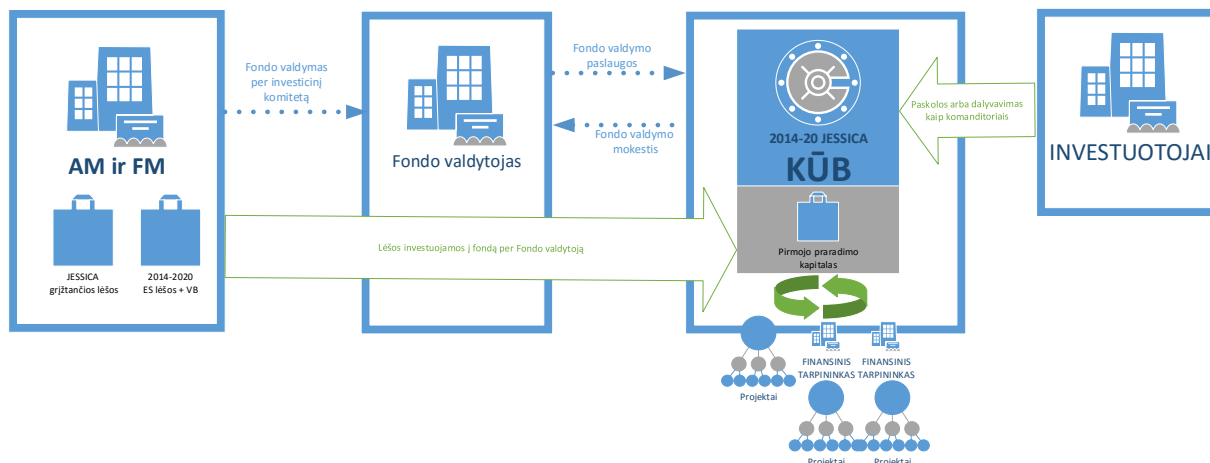 AM ir FM
JESSICA
grįžtančios lėšos
2014-2020
ES lėšos + VB
Fondo valdymas
per investicinį
komitetą
Fondo valdytojas
Fondo valdymo
paslaugos
Fondo valdymo
mokestis
Lėšos investuojamos į fondą per Fondo valdytoją
2014-20 JESSICA
KŪB
Pirmojo praradimo
kapitalas
Paskolos arba dalyvavimas
kaip komanditoriais
INVESTUOTOJAI
Projektai
FINANSINIS
TARPININKAS
Projektai
FINANSINIS
TARPININKAS
Projektai